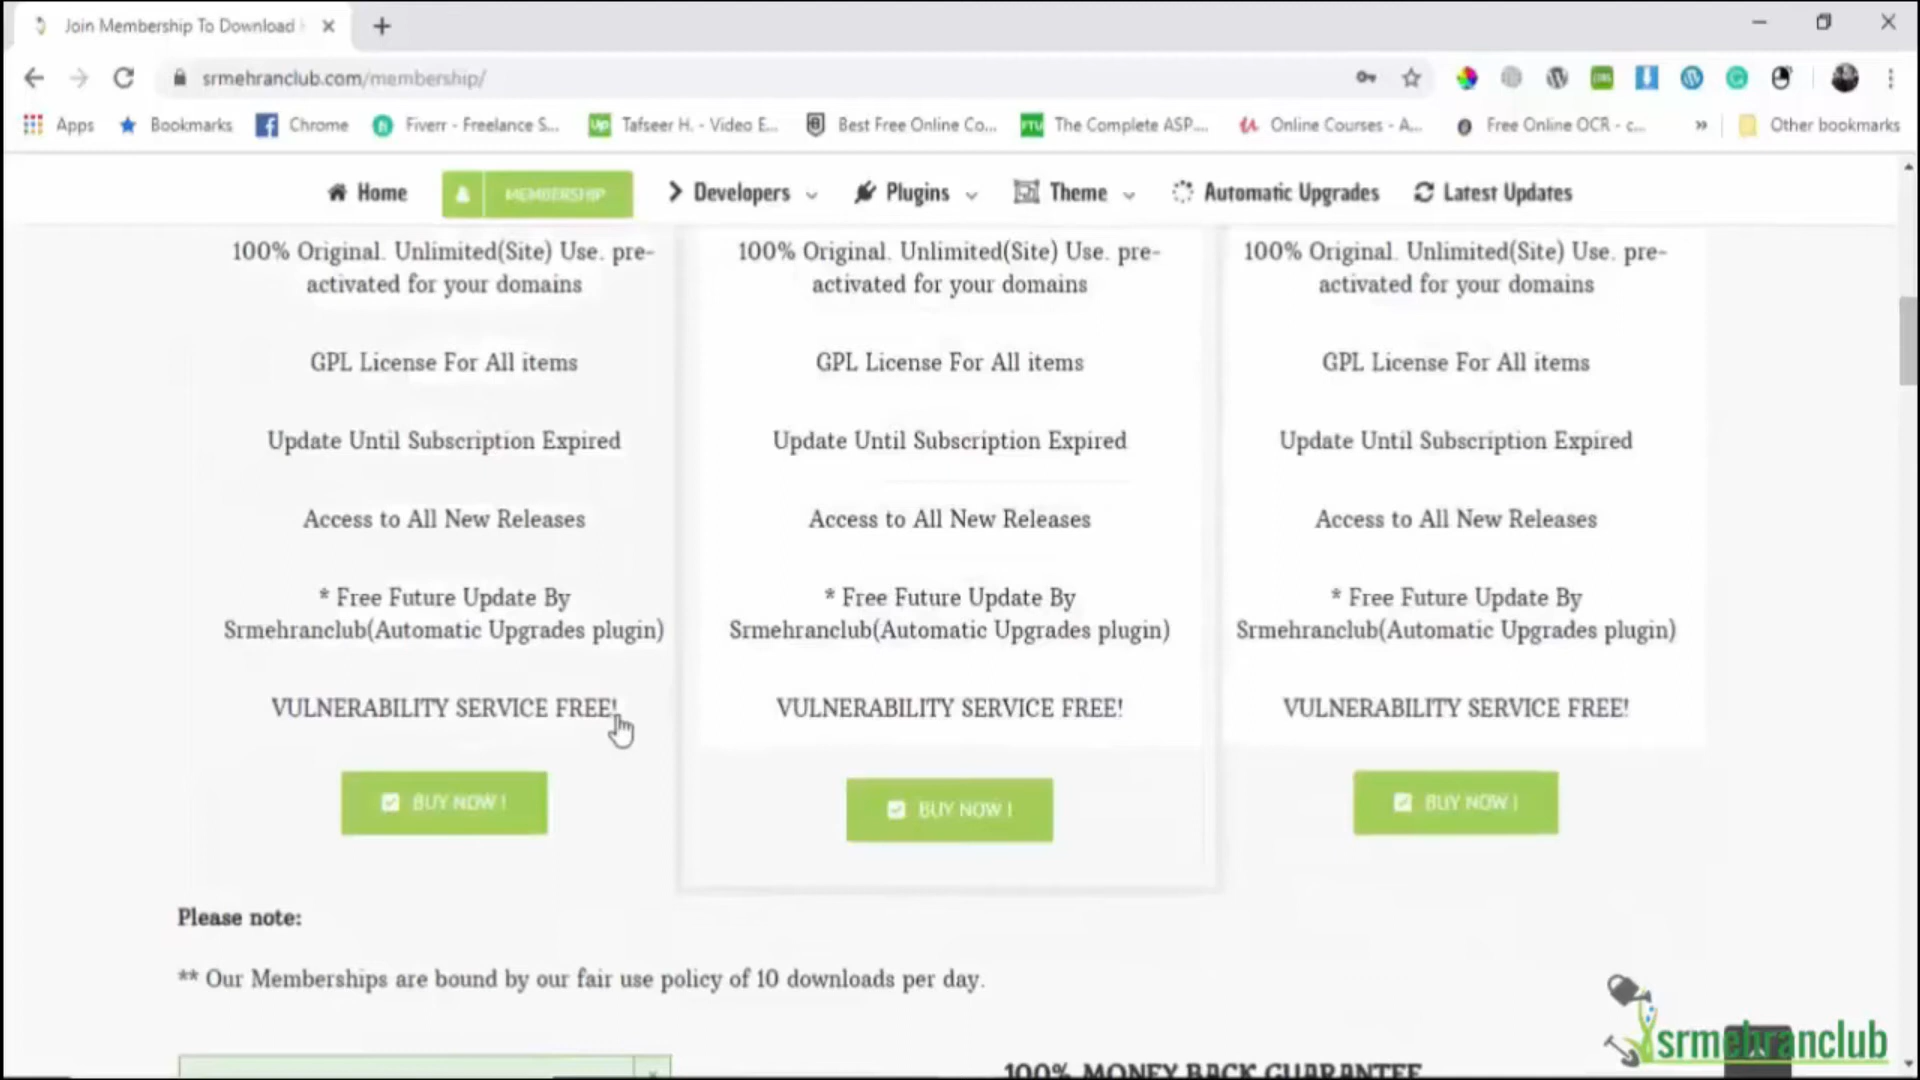 Join Membership To Download
srmehranclub.com/membership/
Apps Bookmarks Chrome Fiverr - Freelance S... Tafseer H. - Video E... Best Free Online Co... The Complete ASP.... Online Courses - A... Free Online OCR - c... » Other bookmarks
Home MEMBERSHIP Developers Plugins Theme Automatic Upgrades Latest Updates
100% Original. Unlimited(Site) Use. pre-
activated for your domains
GPL License For All items
Update Until Subscription Expired
Access to All New Releases
* Free Future Update By
Srmehranclub(Automatic Upgrades plugin)
VULNERABILITY SERVICE FREE!
BUY NOW !
100% Original. Unlimited(Site) Use. pre-
activated for your domains
GPL License For All items
Update Until Subscription Expired
Access to All New Releases
* Free Future Update By
Srmehranclub(Automatic Upgrades plugin)
VULNERABILITY SERVICE FREE!
BUY NOW !
100% Original. Unlimited(Site) Use. pre-
activated for your domains
GPL License For All items
Update Until Subscription Expired
Access to All New Releases
* Free Future Update By
Srmehranclub(Automatic Upgrades plugin)
VULNERABILITY SERVICE FREE!
BUY NOW !
Please note:
** Our Memberships are bound by our fair use policy of 10 downloads per day.
100% MONEY BACK GUARANTEE
srmehranclub